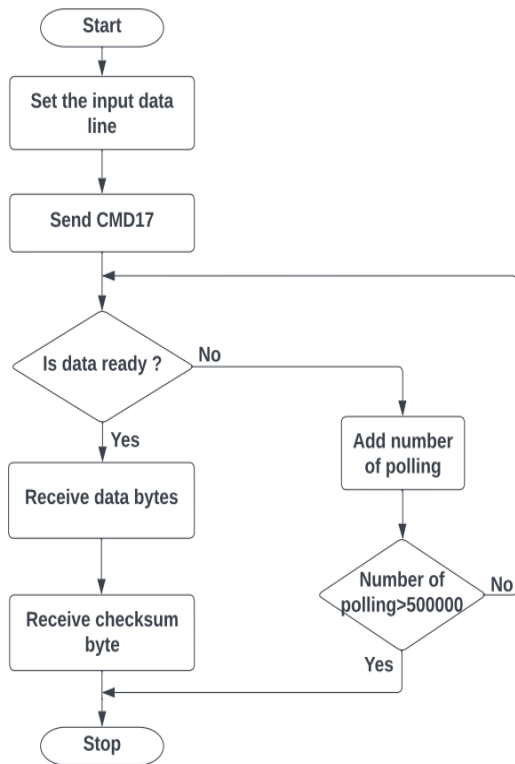 Start
Set the input data
line
Send CMD17
Is data ready ?
No
Yes
Add number
of polling
Receive data bytes
Number of
polling>500000
No
Receive checksum
byte
Yes
Stop